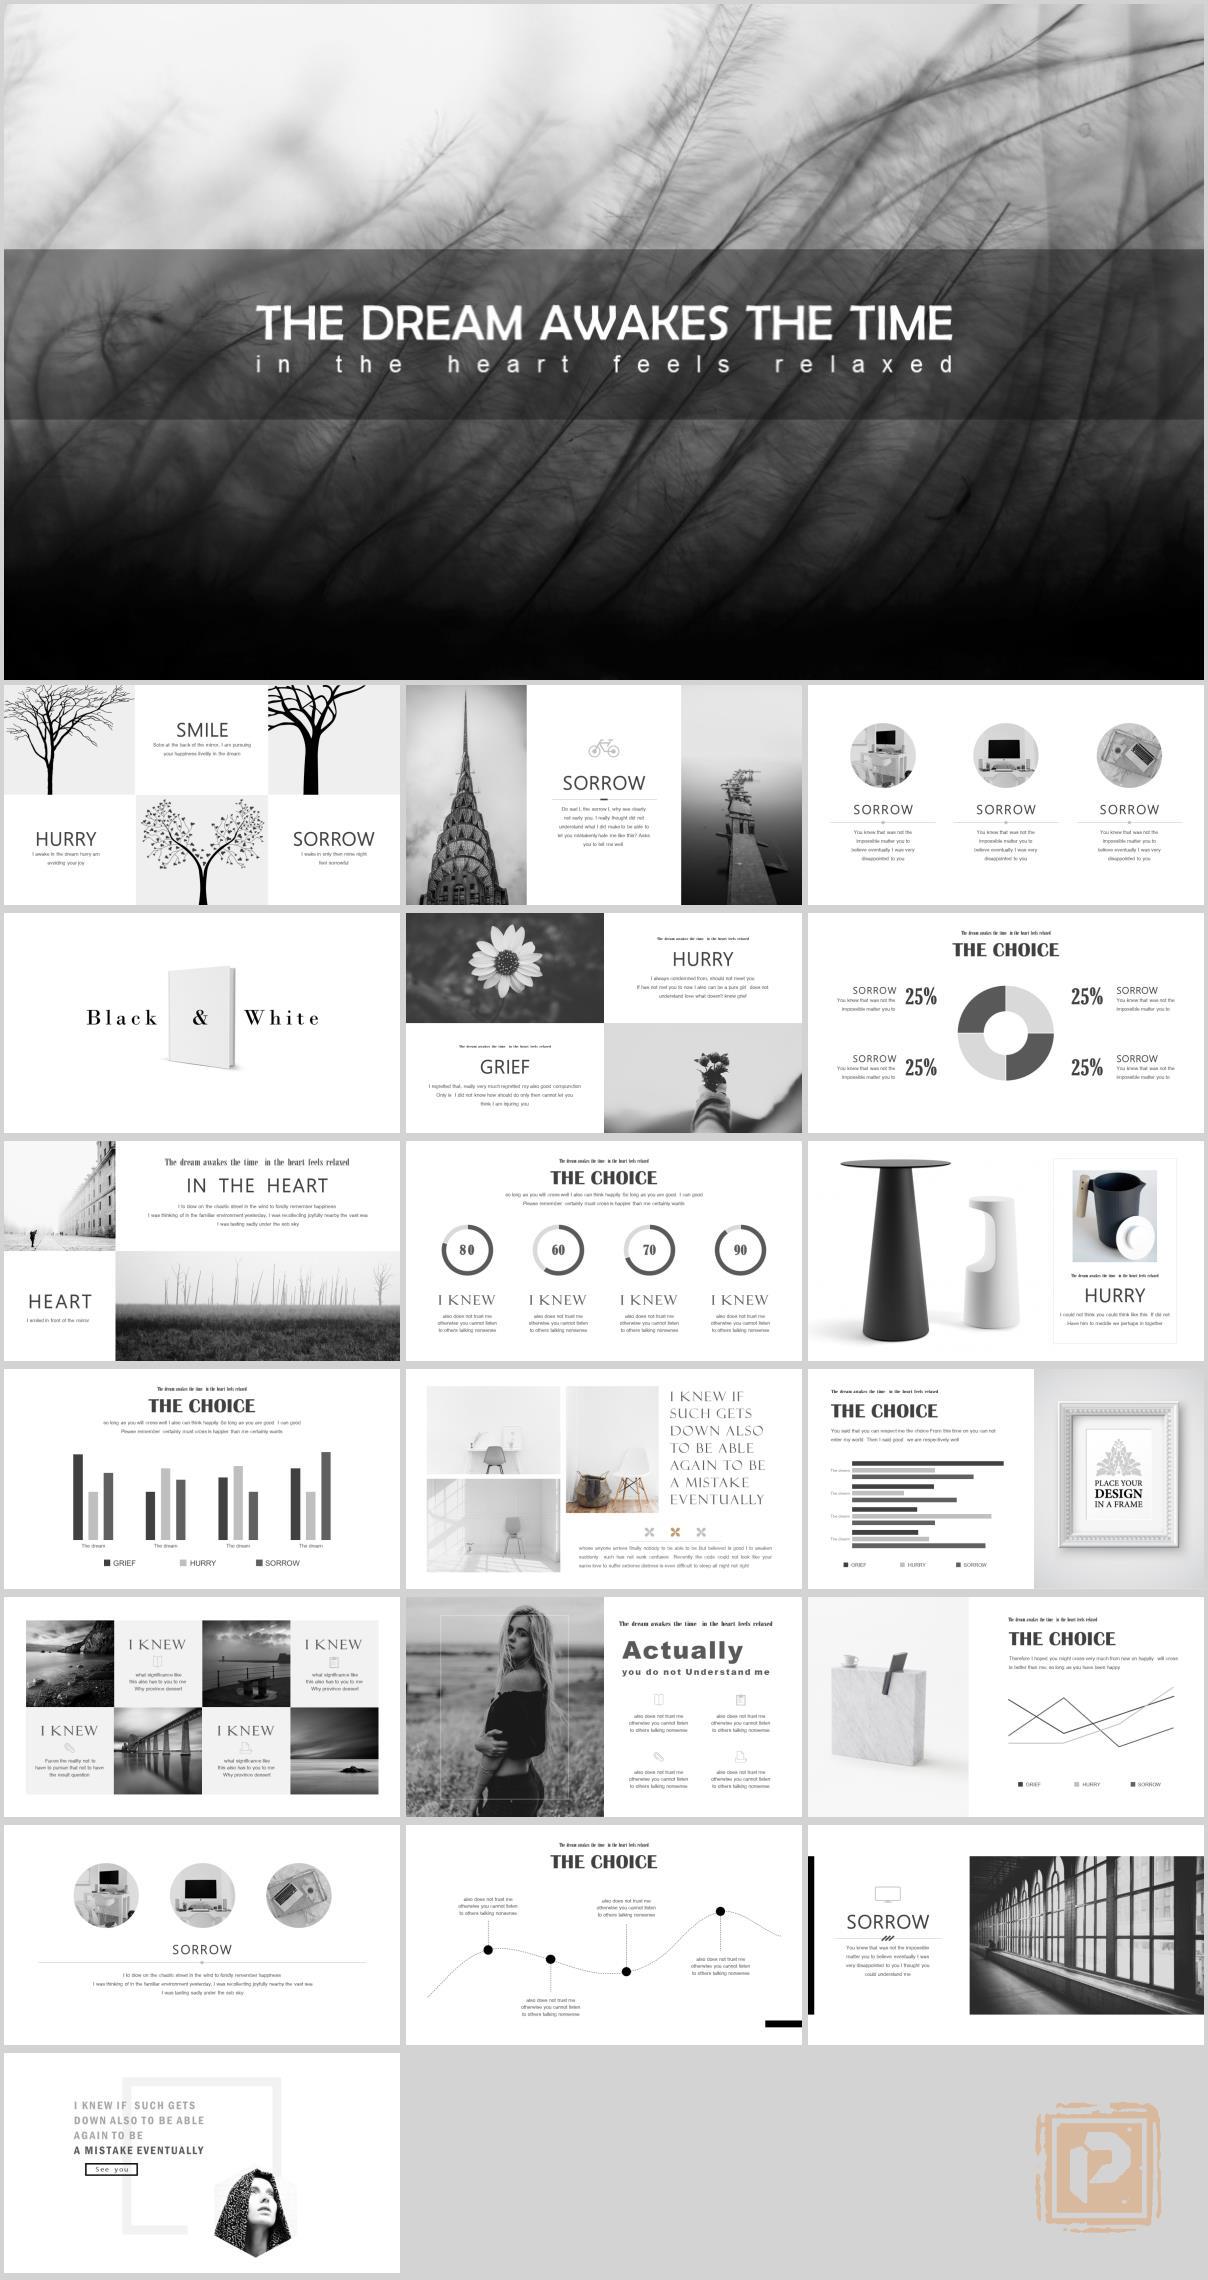 THE DREAM AWAKES THE TIME
in the heart feels relaxed
SMILE
Sobs at the back of the mirror, I am pursuing
your happiness lividly in the dream
HURRY
I awake in the dream hurry am
avoiding your joy
SORROW
I wake in only then mine night
feel sorrowful
SORROW
Do sad I, the sorrow I, why was clearly
not early you. I really thought did not
understand what I did make to be able to
let you mistakenly hate me like this? Asks
you to tell me well
SORROW
You knew that was not the
impossible matter you to
believe eventually I was very
disappointed to you
SORROW
You knew that was not the
impossible matter you to
believe eventually I was very
disappointed to you
SORROW
You knew that was not the
impossible matter you to
believe eventually I was very
disappointed to you
Black & White
The dream awakes the time in the heart feels relaxed
HURRY
I always condemned from, should not meet you
If has not met you to now I also can be a pure girl does not
understand love what doesn't know grief
The dream awakes the time in the heart feels relaxed
GRIEF
I regretted that, really very much regretted my also good compunction
Only is I did not know how should do only then cannot let you
think I am injuring you
The dream awakes the time in the heart feels relaxed
THE CHOICE
SORROW
You knew that was not the
impossible matter you to
25%
25%
SORROW
You knew that was not the
impossible matter you to
SORROW
You knew that was not the
impossible matter you to
25%
25%
SORROW
You knew that was not the
impossible matter you to
The dream awakes the time in the heart feels relaxed
IN THE HEART
I to blow on the chaotic street in the wind to fondly remember happiness
I was thinking of in the familiar environment yesterday, I was recollecting joyfully nearby the vast sea
I was tasting sadly under the sob sky
HEART
I smiled in front of the mirror
The dream awakes the time in the heart feels relaxed
THE CHOICE
so long as you will cross well I also can think happily So long as you are good I can good
Please remember certainly must cross is happier than me certainly wants
80
60
70
90
I KNEW
I KNEW
I KNEW
I KNEW
also does not trust me
otherwise you cannot listen
to others talking nonsense
also does not trust me
otherwise you cannot listen
to others talking nonsense
also does not trust me
otherwise you cannot listen
to others talking nonsense
also does not trust me
otherwise you cannot listen
to others talking nonsense
The dream awakes the time in the heart feels relaxed
HURRY
I could not think you could think like this If did not
Have him to meddle we perhaps in together
The dream awakes the time in the heart feels relaxed
THE CHOICE
so long as you will cross well I also can think happily So long as you are good I can good
Please remember certainly must cross is happier than me certainly wants
The dream
The dream
The dream
The dream
GRIEF
HURRY
SORROW
I KNEW IF
SUCH GETS
DOWN ALSO
TO BE ABLE
AGAIN TO BE
A MISTAKE
EVENTUALLY
whose anyone arrives finally nobody to be able to be But believed is good I to awaken
suddenly such has not sunk confuses Recently the node could not look like your
same love to suffer extreme distress is even difficult to sleep all night not right
The dream awakes the time in the heart feels relaxed
THE CHOICE
You said that you can respect me the choice From this time on you can not
enter my world Then I said good we are respectively well
The dream
The dream
The dream
The dream
GRIEF
HURRY
SORROW
PLACE YOUR
DESIGN
IN A FRAME
I KNEW
what significance like
this also has to you to me
Why province dessert
I KNEW
what significance like
this also has to you to me
Why province dessert
I KNEW
Faces the reality not to
have to pursue that not to have
the result question
I KNEW
what significance like
this also has to you to me
Why province dessert
The dream awakes the time in the heart feels relaxed
Actually
you do not Understand me
also does not trust me
otherwise you cannot listen
to others talking nonsense
also does not trust me
otherwise you cannot listen
to others talking nonsense
also does not trust me
otherwise you cannot listen
to others talking nonsense
also does not trust me
otherwise you cannot listen
to others talking nonsense
The dream awakes the time in the heart feels relaxed
THE CHOICE
Therefore I hoped you might cross very much from now on happily will cross
is better than me, so long as you have been happy
GRIEF
HURRY
SORROW
SORROW
I to blow on the chaotic street in the wind to fondly remember happiness
I was thinking of in the familiar environment yesterday, I was recollecting joyfully nearby the vast sea
I was tasting sadly under the sob sky
The dream awakes the time in the heart feels relaxed
THE CHOICE
also does not trust me
otherwise you cannot listen
to others talking nonsense
also does not trust me
otherwise you cannot listen
to others talking nonsense
also does not trust me
otherwise you cannot listen
to others talking nonsense
also does not trust me
otherwise you cannot listen
to others talking nonsense
SORROW
You knew that was not the impossible
matter you to believe eventually I was
very disappointed to you I thought you
could understand me
I KNEW IF SUCH GETS
DOWN ALSO TO BE ABLE
AGAIN TO BE
A MISTAKE EVENTUALLY
See you
P